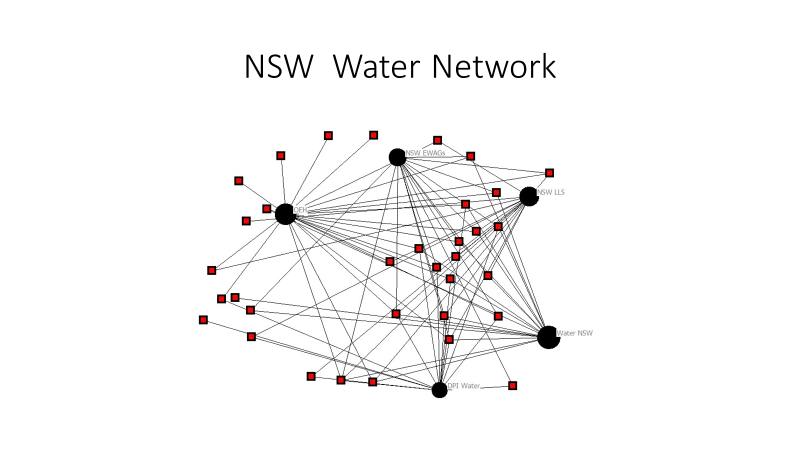 NSW Water Network
NSW EWAGs
NSW LLS
OEH
Water NSW
DPI Water